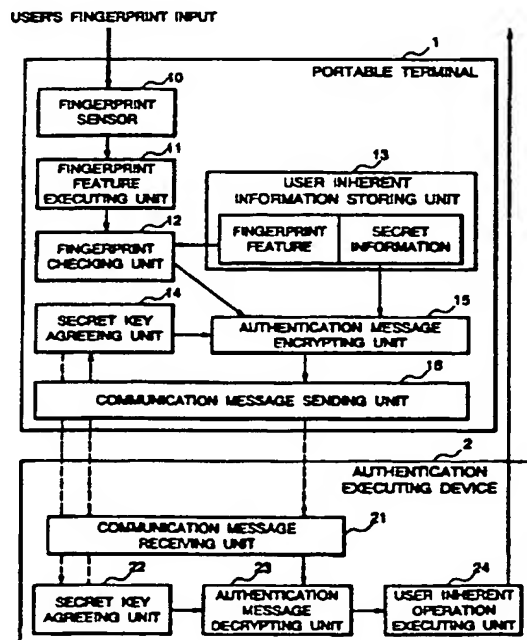 USER'S FINGERPRINT INPUT
1
PORTABLE TERMINAL
10
FINGERPRINT
SENSOR
11
FINGERPRINT
FEATURE
EXECUTING UNIT
13
USER INHERENT
INFORMATION STORING UNIT
FINGERPRINT
FEATURE
SECRET
INFORMATION
12
FINGERPRINT
CHECKING UNIT
14
SECRET KEY
AGREEING UNIT
15
AUTHENTICATION MESSAGE
ENCRYPTING UNIT
16
COMMUNICATION MESSAGE SENDING UNIT
2
AUTHENTICATION
EXECUTING DEVICE
COMMUNICATION MESSAGE
RECEIVING UNIT
21
22
SECRET KEY
AGREEING UNIT
23
AUTHENTICATION
MESSAGE
DECRYPTING UNIT
24
USER INHERENT
OPERATION
EXECUTING UNIT